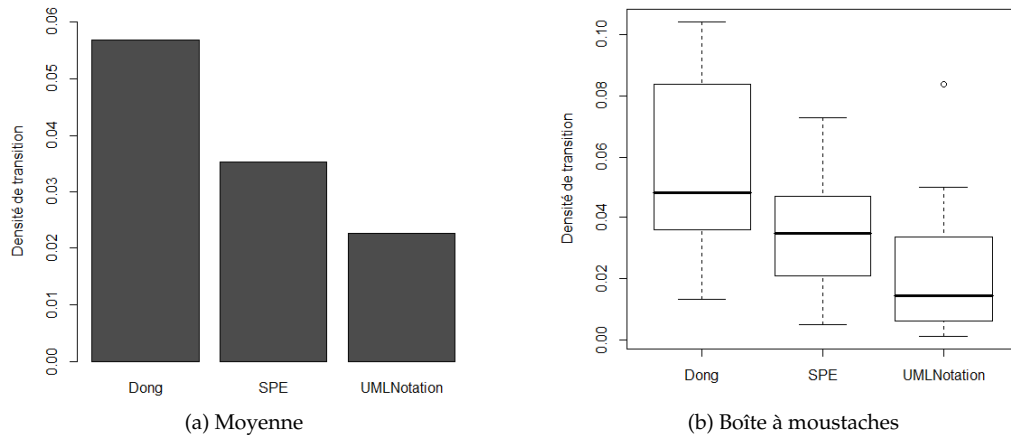 Densité de transition
0.06
0.05
0.04
0.03
0.02
0.01
0.00
Dong SPE UMLNotation
(a) Moyenne
Densité de transition
0.10
0.08
0.06
0.04
0.02
0.00
Dong SPE UMLNotation
(b) Boîte à moustaches